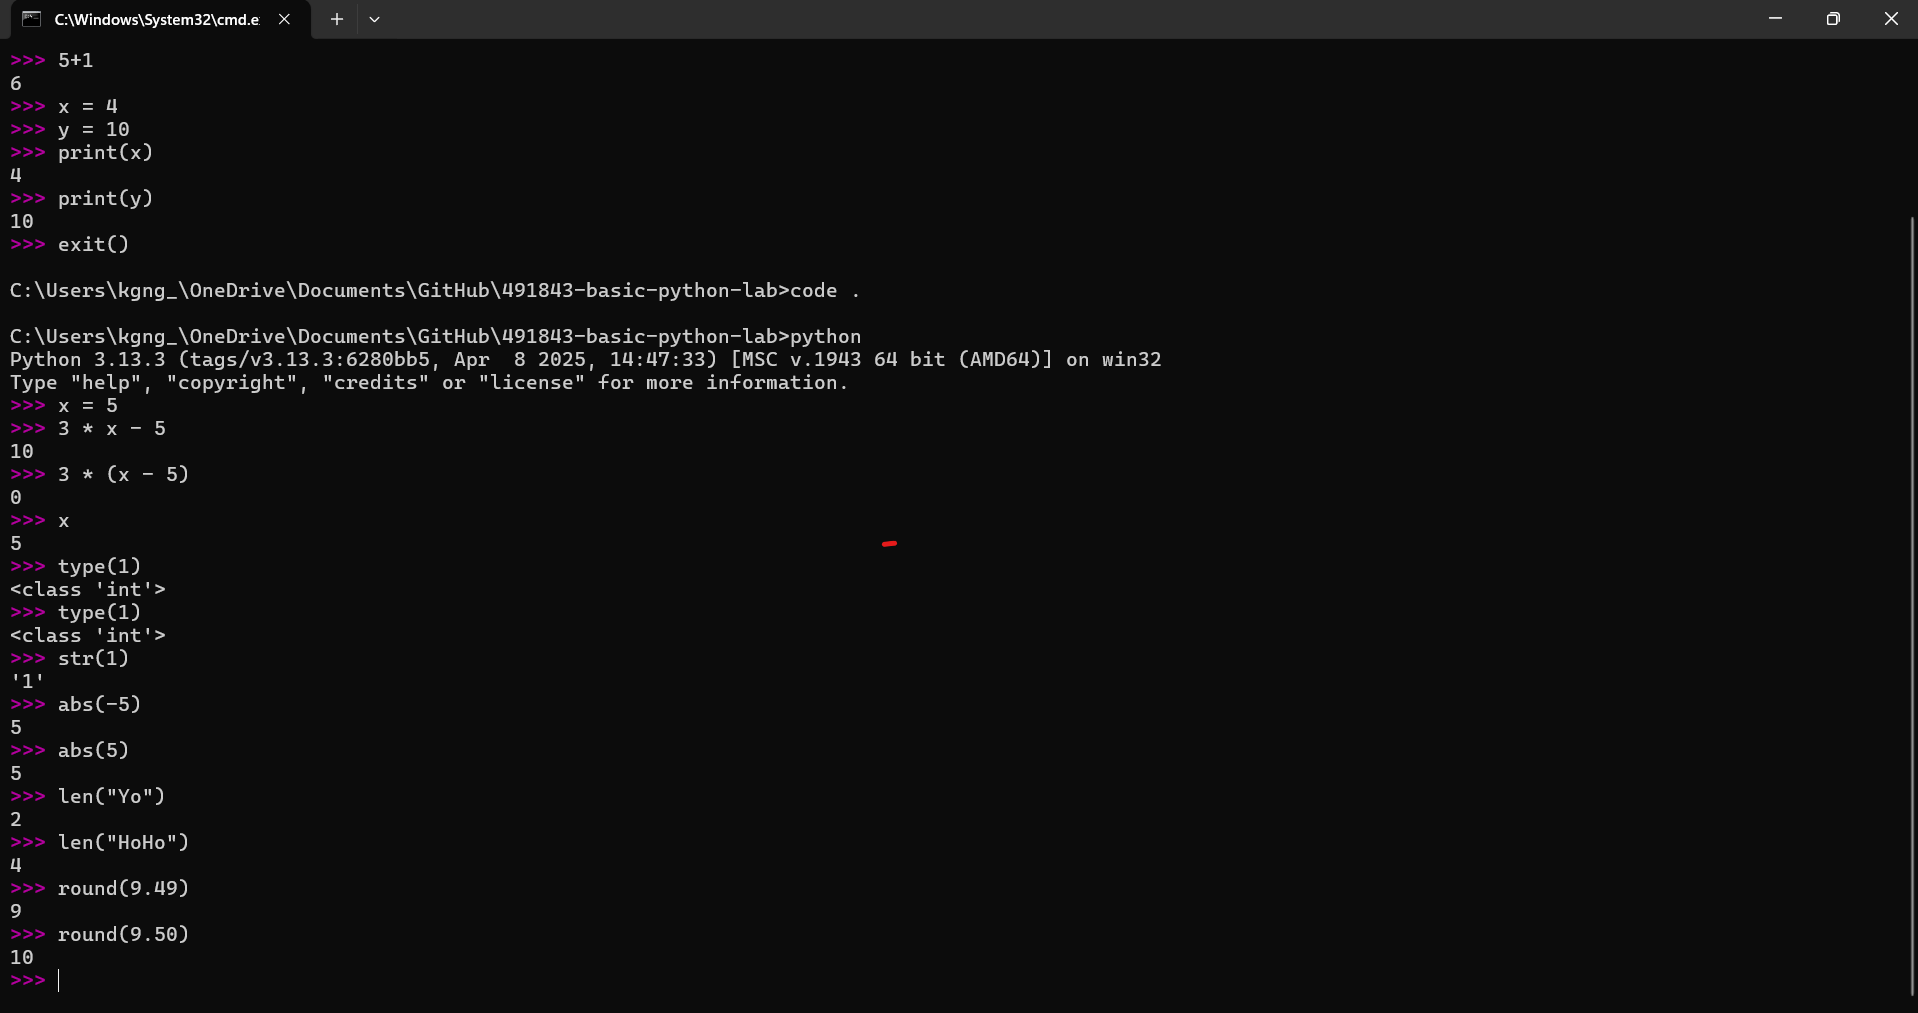 C:\Windows\System32\cmd.e
>>> 5+1
6
>>> x = 4
>>> y = 10
>>> print(x)
4
>>> print(y)
10
>>> exit()
C:\Users\kgng_\OneDrive\Documents\GitHub\491843-basic-python-lab>code .
C:\Users\kgng_\OneDrive\Documents\GitHub\491843-basic-python-lab>python
Python 3.13.3 (tags/v3.13.3:6280bb5, Apr  8 2025, 14:47:33) [MSC v.1943 64 bit (AMD64)] on win32
Type "help", "copyright", "credits" or "license" for more information.
>>> x = 5
>>> 3 * x - 5
10
>>> 3 * (x - 5)
0
>>> x
5
>>> type(1)
<class 'int'>
>>> type(1)
<class 'int'>
>>> str(1)
'1'
>>> abs(-5)
5
>>> abs(5)
5
>>> len("Yo")
2
>>> len("HoHo")
4
>>> round(9.49)
9
>>> round(9.50)
10
>>>